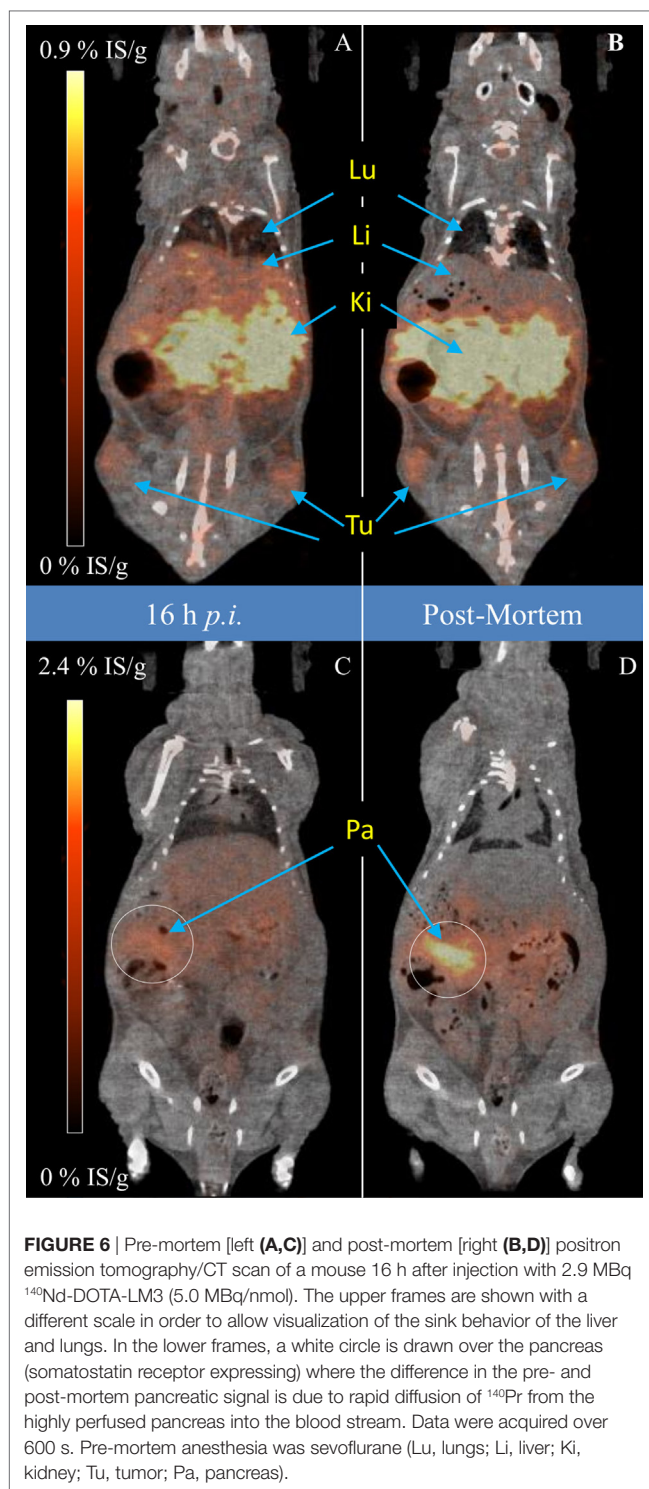 0.9 % IS/g
A
B
Lu
Li
Ki
Tu
0 % IS/g
16 h p.i.
Post-Mortem
2.4 % IS/g
C
D
Pa
0 % IS/g
FIGURE 6 | Pre-mortem [left (A,C)] and post-mortem [right (B,D)] positron
emission tomography/CT scan of a mouse 16 h after injection with 2.9 MBq
¹⁴⁰Nd-DOTA-LM3 (5.0 MBq/nmol). The upper frames are shown with a
different scale in order to allow visualization of the sink behavior of the liver
and lungs. In the lower frames, a white circle is drawn over the pancreas
(somatostatin receptor expressing) where the difference in the pre- and
post-mortem pancreatic signal is due to rapid diffusion of ¹⁴⁰Pr from the
highly perfused pancreas into the blood stream. Data were acquired over
600 s. Pre-mortem anesthesia was sevoflurane (Lu, lungs; Li, liver; Ki,
kidney; Tu, tumor; Pa, pancreas).